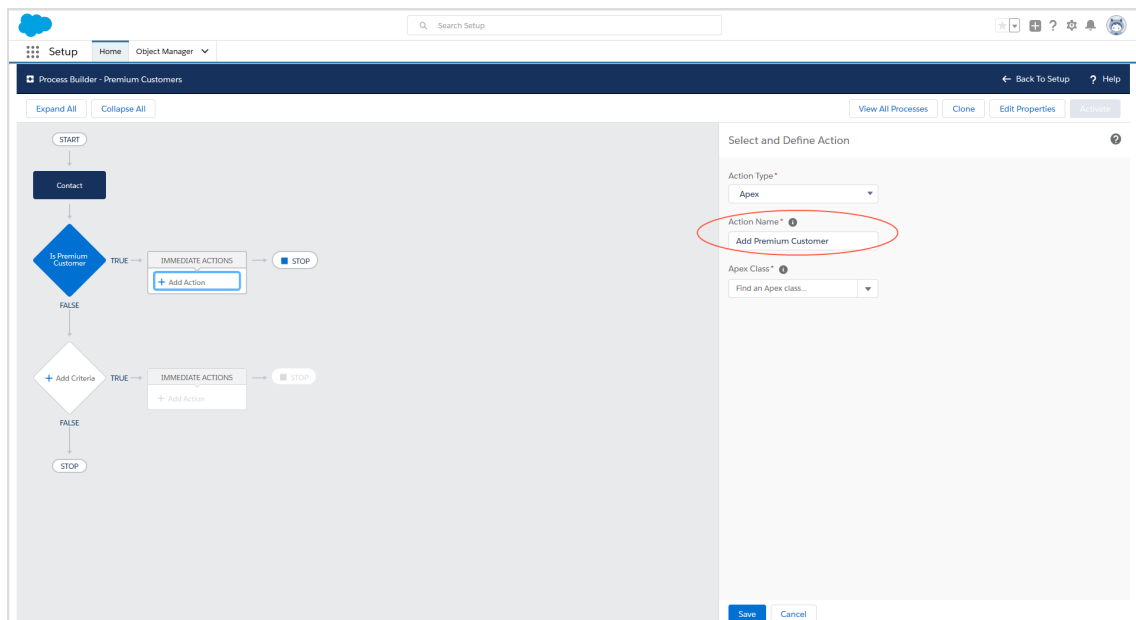 Search Setup
?
Setup
Home
Object Manager
Process Builder - Premium Customers
← Back To Setup
? Help
Expand All
Collapse All
View All Processes
Clone
Edit Properties
Activate
START
Contact
Is Premium
Customer
TRUE
IMMEDIATE ACTIONS
+ Add Action
STOP
FALSE
+ Add Criteria
TRUE
IMMEDIATE ACTIONS
+ Add Action
STOP
FALSE
STOP
Select and Define Action
?
Action Type*
Apex
Action Name*
Add Premium Customer
Apex Class*
Find an Apex class...
Save
Cancel